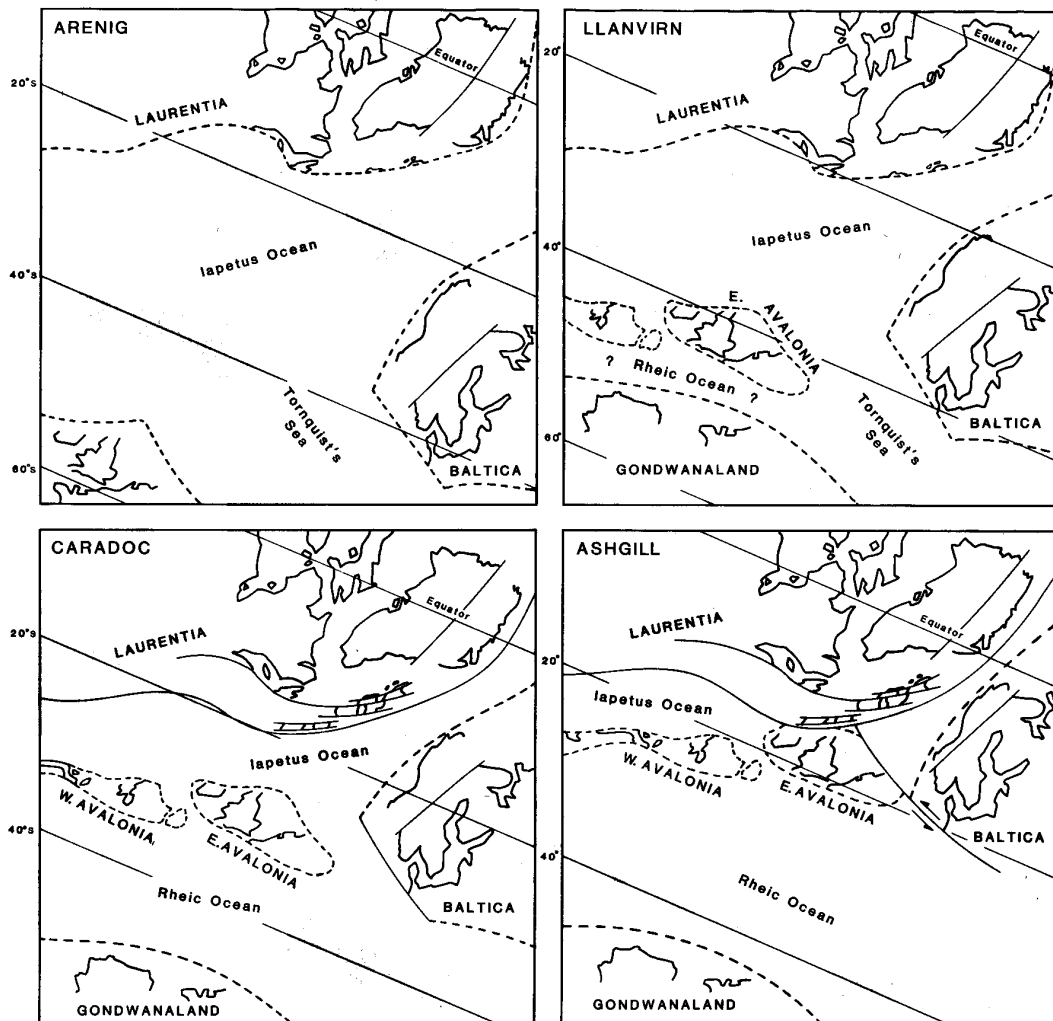 ARENIG
Equator
20°S
LAURENTIA
Iapetus Ocean
40°S
Tornquist's
Sea
60°S
BALTICA
LLANVIRN
20°
Equator
LAURENTIA
Iapetus Ocean
40°
E. AVALONIA
? Rheic Ocean ?
Tornquist's
Sea
60°
BALTICA
GONDWANALAND
CARADOC
Equator
20°S
LAURENTIA
Iapetus Ocean
W. AVALONIA
40°S
E. AVALONIA
Rheic Ocean
BALTICA
GONDWANALAND
ASHGILL
Equator
LAURENTIA
20°
Iapetus Ocean
W. AVALONIA
E. AVALONIA
BALTICA
40°
Rheic Ocean
GONDWANALAND